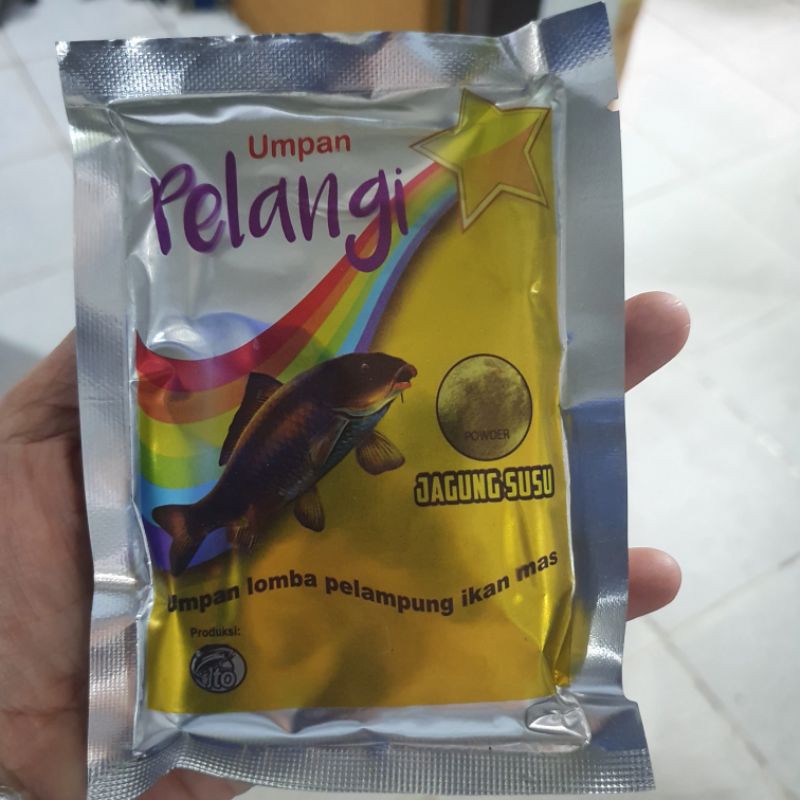 Umpan
Pelangi
POWDER
JAGUNG SUSU
Umpan lomba pelampung ikan mas
Produksi: